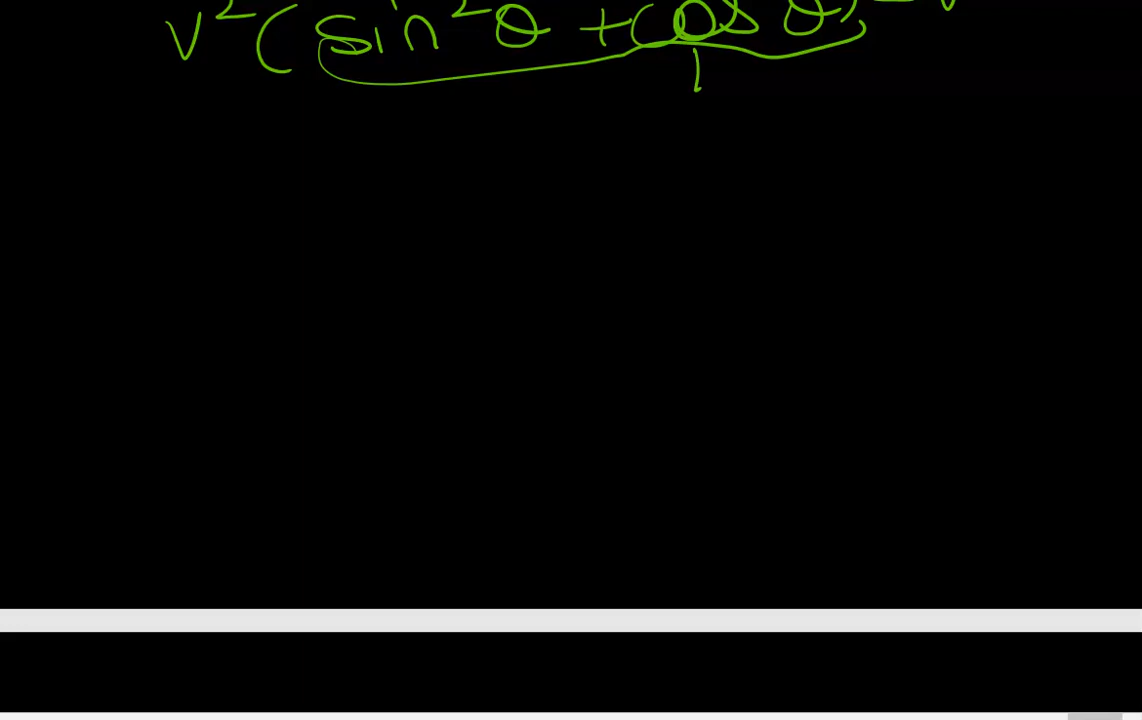 v²(sin²θ + cos²θ) = v
1